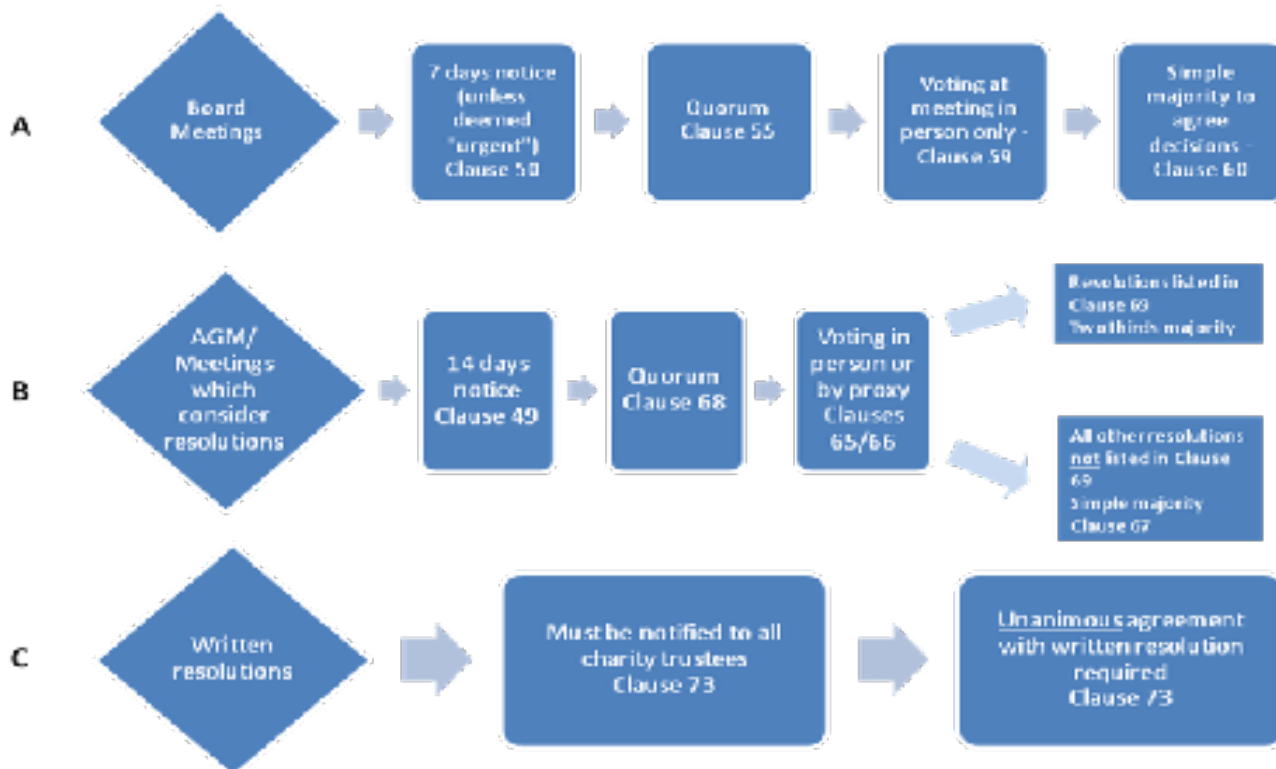 A
Board
Meetings
7 days notice
(unless
deemed
"urgent")
Clause 50
Quorum
Clause 55
Voting at
meeting in
person only -
Clause 59
Simple
majority to
agree
decisions -
Clause 60
B
AGM/
Meetings
which
consider
resolutions
14 days
notice
Clause 49
Quorum
Clause 68
Voting in
person or
by proxy
Clauses
65/66
Resolutions listed in
Clause 69
Two thirds majority
All other resolutions
not listed in Clause
69
Simple majority
Clause 67
C
Written
resolutions
Must be notified to all
charity trustees
Clause 73
Unanimous agreement
with written resolution
required
Clause 73